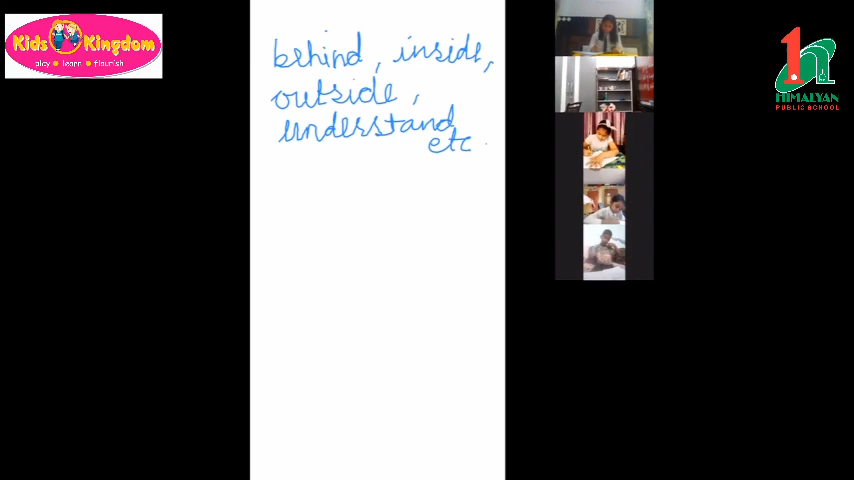 Kids Kingdom
play learn flourish
behind, inside,
outside,
understand
etc.
HIMALYAN
PUBLIC SCHOOL